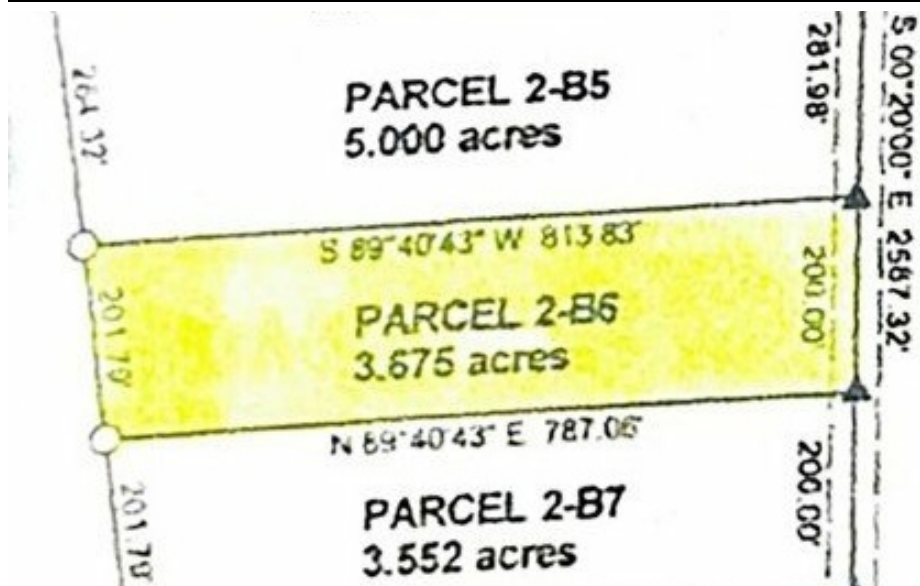 264.32'
PARCEL 2-B5
5.000 acres
281.98'
S 00°20'00" E 2587.32'
S 89°40'43" W 813.83'
201.79'
PARCEL 2-B6
3.675 acres
200.00'
N 89°40'43" E 787.06'
201.79'
PARCEL 2-B7
3.552 acres
200.00'